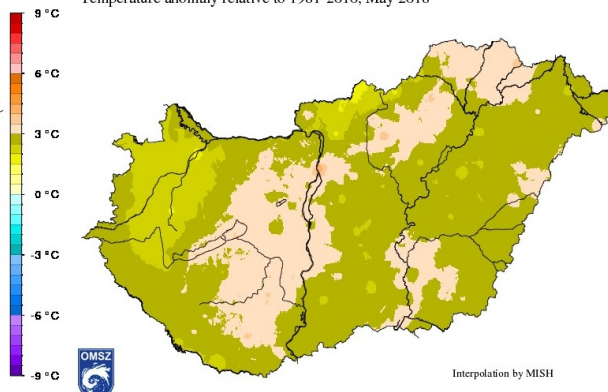 Temperature anomaly relative to 1981-2010, May 2018
9 °C
6 °C
3 °C
0 °C
-3 °C
-6 °C
-9 °C
OMSZ
Interpolation by MISH